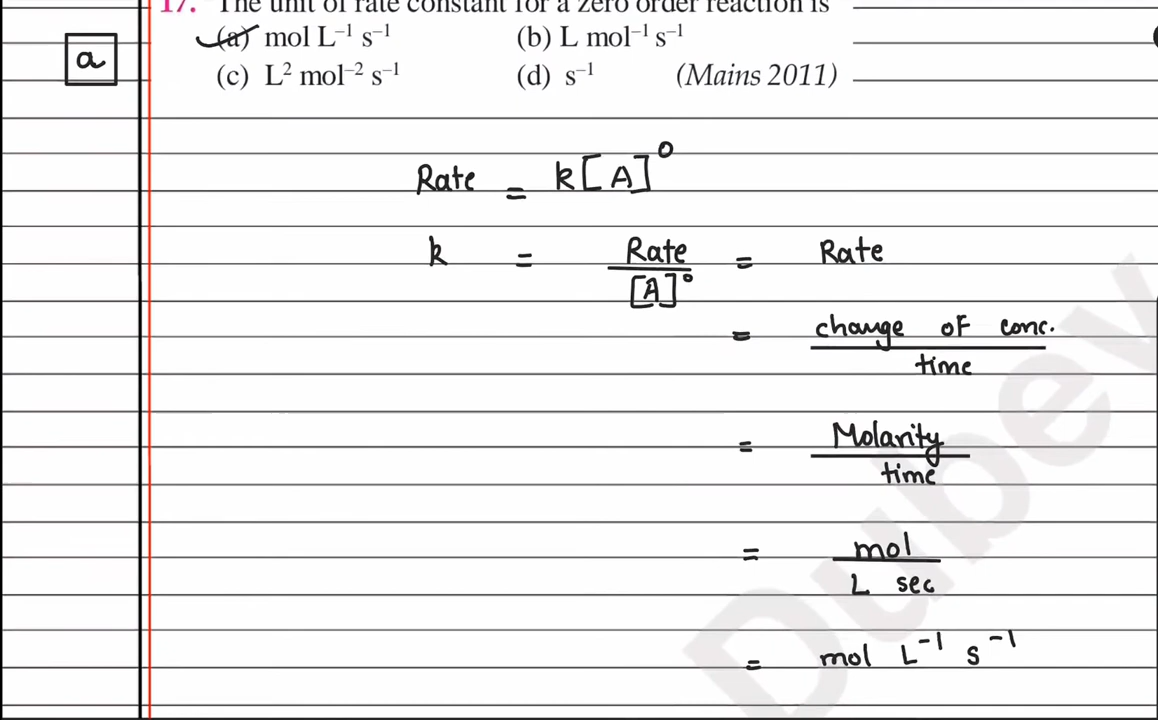 17. The unit of rate constant for a zero order reaction is
(a) mol L⁻¹ s⁻¹ (b) L mol⁻¹ s⁻¹
a
(c) L² mol⁻² s⁻¹ (d) s⁻¹ (Mains 2011)
Rate = k[A]⁰
k = Rate/[A]⁰ = Rate
= change of conc./time
= Molarity/time
= mol/L sec
= mol L⁻¹ s⁻¹
Dubey